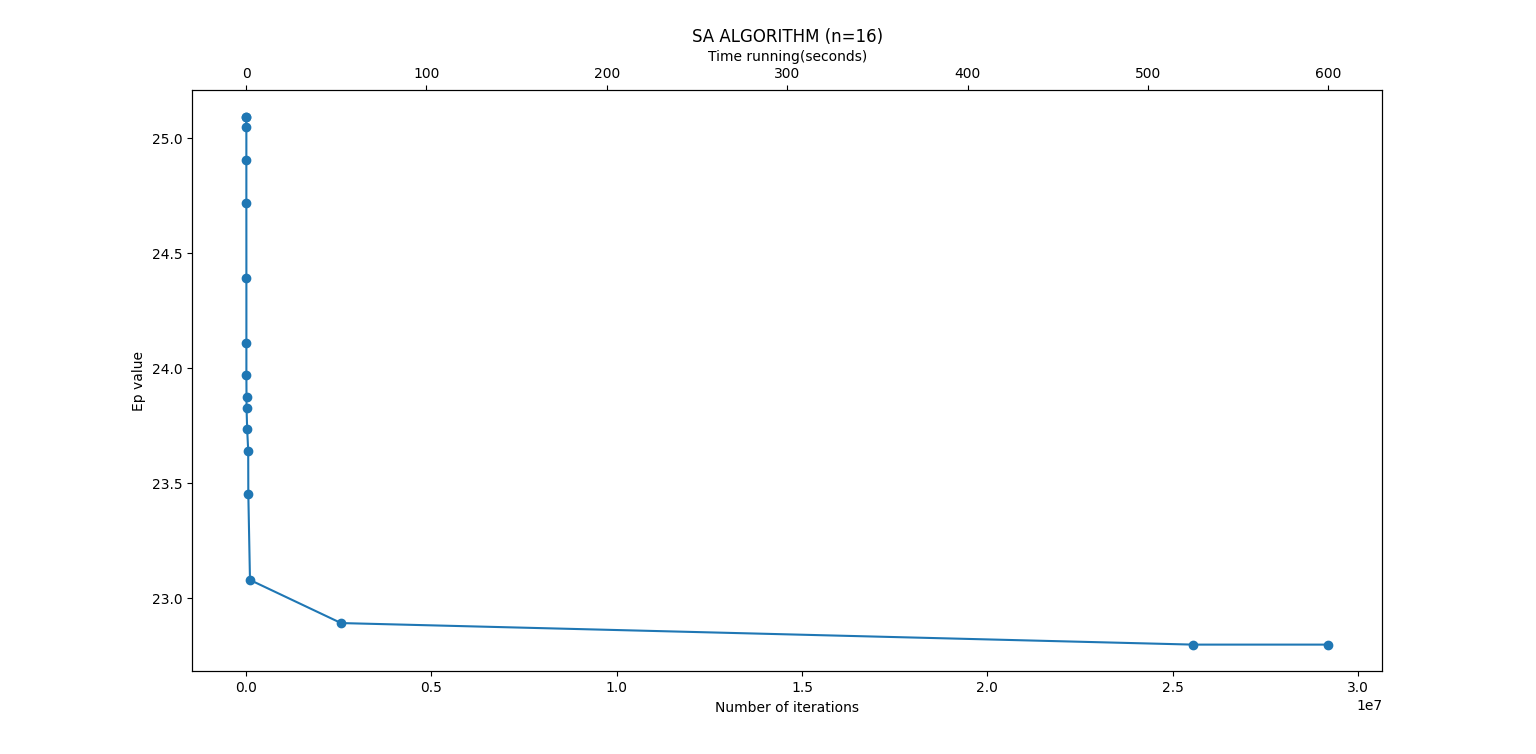 SA ALGORITHM (n=16)
Time running(seconds)
0 100 200 300 400 500 600
25.0
24.5
24.0
23.5
23.0
Ep value
0.0 0.5 1.0 1.5 2.0 2.5 3.0
1e7
Number of iterations